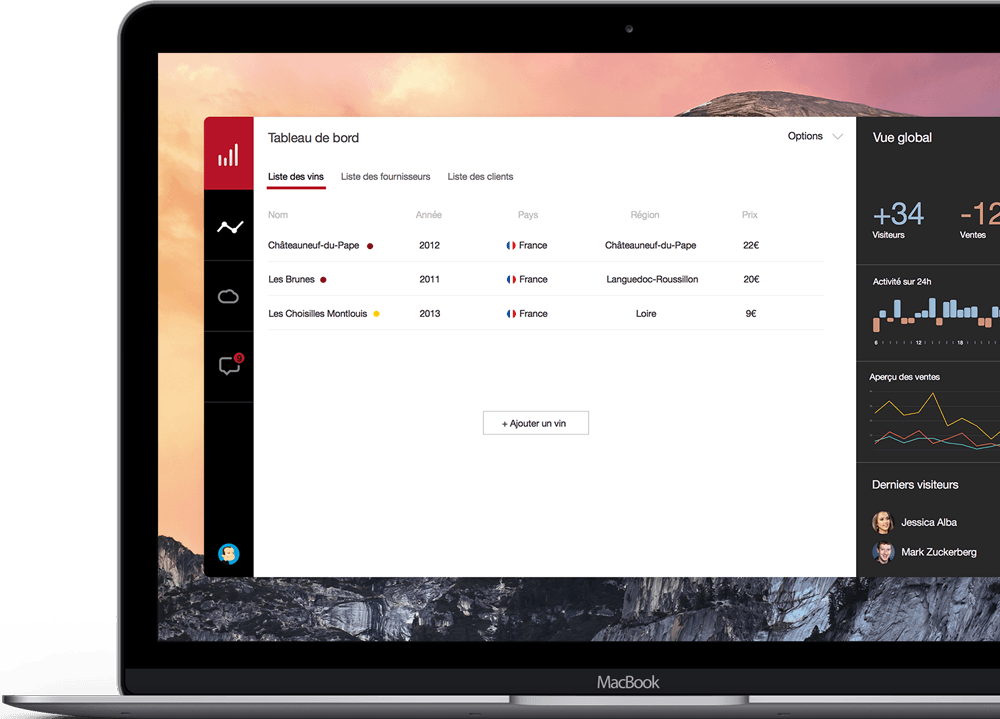 Tableau de bord
Options
Liste des vins
Liste des fournisseurs
Liste des clients
Nom
Année
Pays
Région
Prix
Châteauneuf-du-Pape
2012
France
Châteauneuf-du-Pape
22€
Les Brunes
2011
France
Languedoc-Roussillon
20€
Les Choisilles Montlouis
2013
France
Loire
9€
+ Ajouter un vin
Vue global
+34
-12
Visiteurs
Ventes
Activité sur 24h
6
12
18
Aperçu des ventes
Derniers visiteurs
Jessica Alba
Mark Zuckerberg
MacBook